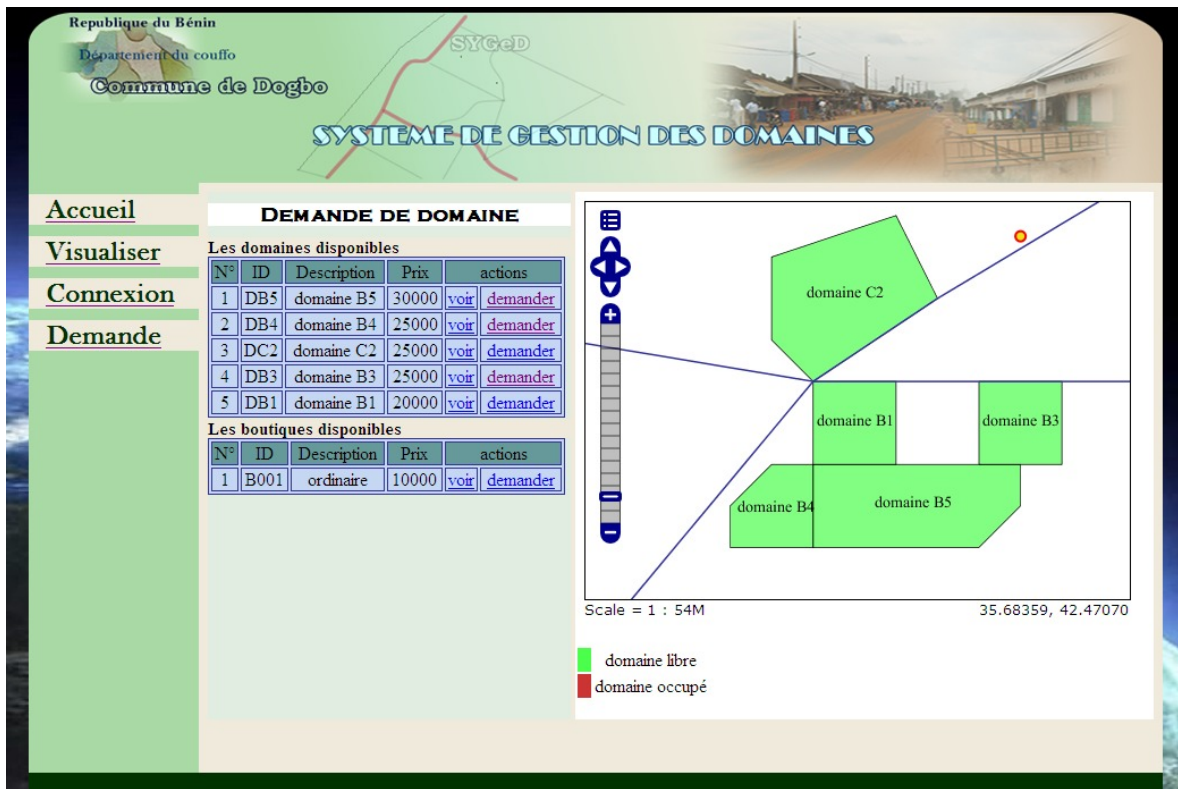 Republique du Bénin
Département du couffo
Commune de Dogbo
SYGeD
SYSTEME DE GESTION DES DOMAINES
Accueil
Visualiser
Connexion
Demande
DEMANDE DE DOMAINE
Les domaines disponibles
N° ID Description Prix actions
1 DB5 domaine B5 30000 voir demander
2 DB4 domaine B4 25000 voir demander
3 DC2 domaine C2 25000 voir demander
4 DB3 domaine B3 25000 voir demander
5 DB1 domaine B1 20000 voir demander
Les boutiques disponibles
N° ID Description Prix actions
1 B001 ordinaire 10000 voir demander
domaine C2
domaine B1
domaine B3
domaine B4
domaine B5
Scale = 1 : 54M
35.68359, 42.47070
domaine libre
domaine occupé